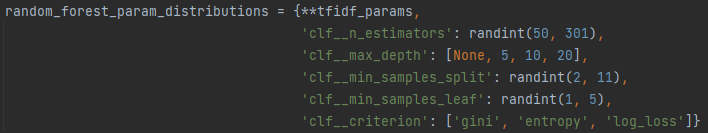 random_forest_param_distributions = {**tfidf_params,
'clf__n_estimators': randint(50, 301),
'clf__max_depth': [None, 5, 10, 20],
'clf__min_samples_split': randint(2, 11),
'clf__min_samples_leaf': randint(1, 5),
'clf__criterion': ['gini', 'entropy', 'log_loss']}